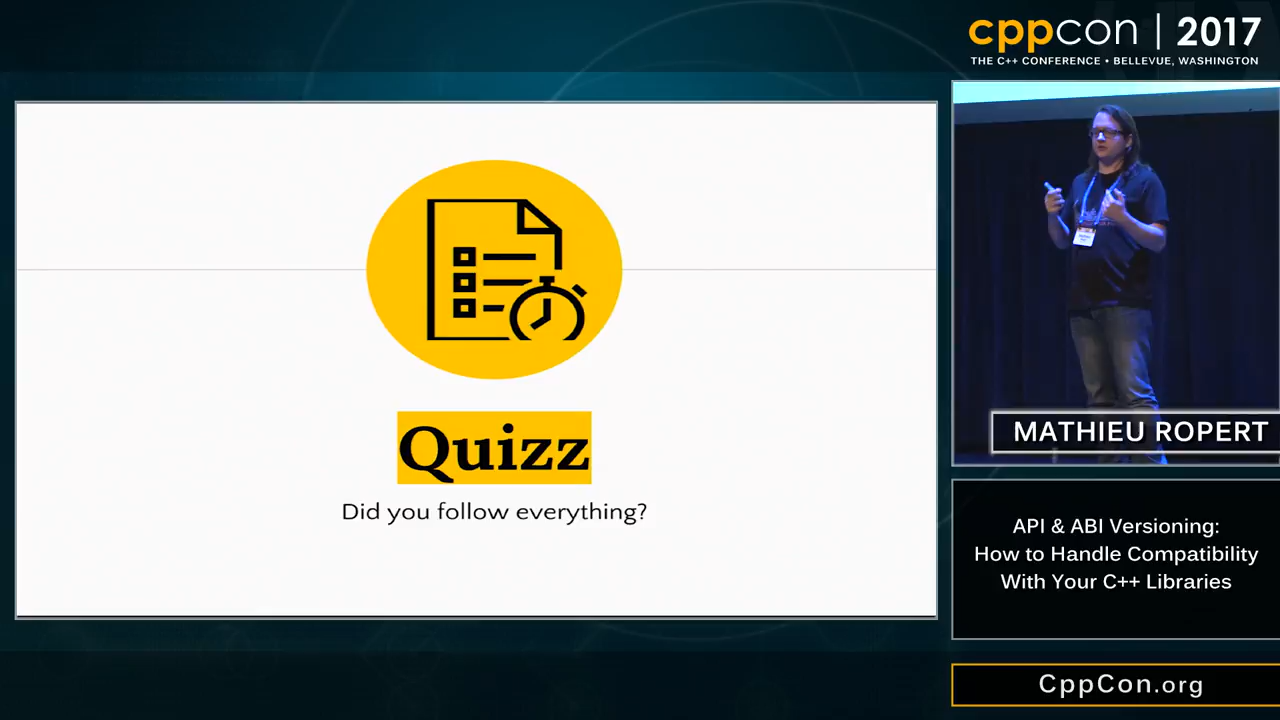 cppcon | 2017
THE C++ CONFERENCE • BELLEVUE, WASHINGTON
Quizz
Did you follow everything?
MATHIEU ROPERT
API & ABI Versioning:
How to Handle Compatibility
With Your C++ Libraries
CppCon.org